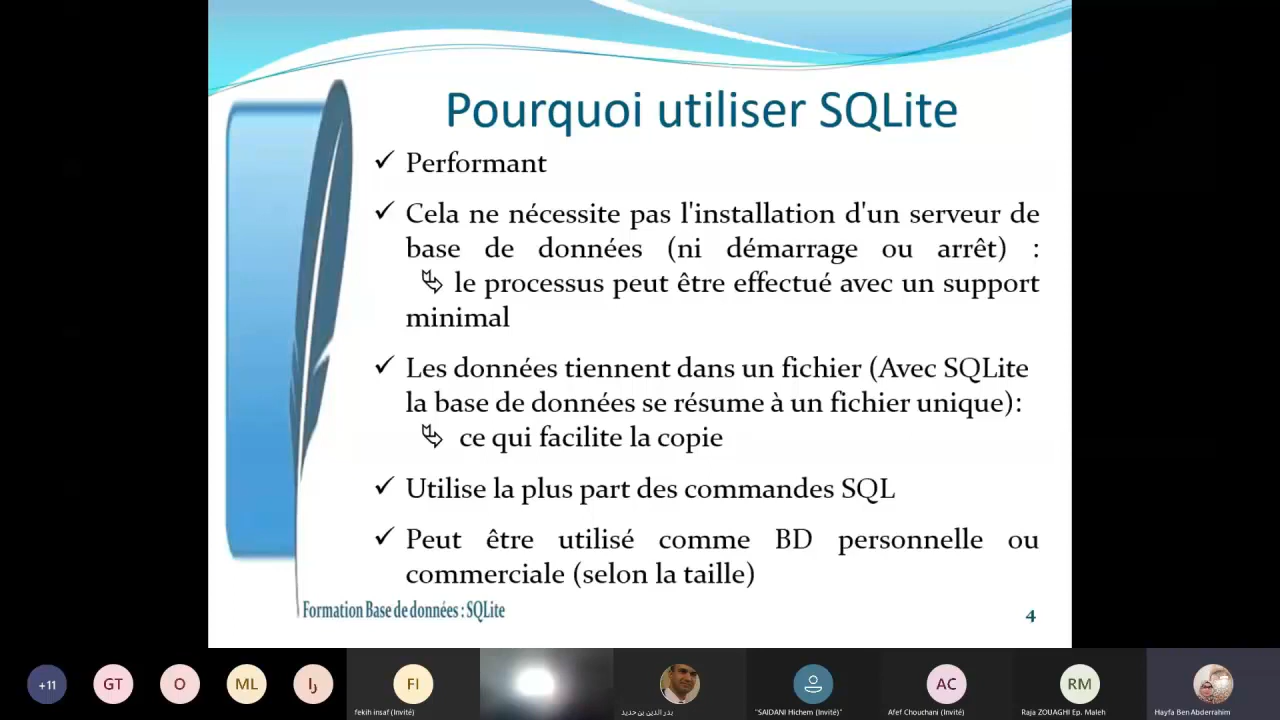 Pourquoi utiliser SQLite
✓ Performant
✓ Cela ne nécessite pas l'installation d'un serveur de
base de données (ni démarrage ou arrêt) :
le processus peut être effectué avec un support
minimal
✓ Les données tiennent dans un fichier (Avec SQLite
la base de données se résume à un fichier unique):
ce qui facilite la copie
✓ Utilise la plus part des commandes SQL
✓ Peut être utilisé comme BD personnelle ou
commerciale (selon la taille)
Formation Base de données : SQLite
4
+11
GT
O
ML
را
FI
AC
RM
fekih insaf (Invité)
بدر الدين بن حديد
"SAIDANI Hichem (Invité)"
Afef Chouchani (Invité)
Raja ZOUAGHI Ep. Maleh
Hayfa Ben Abderrahim